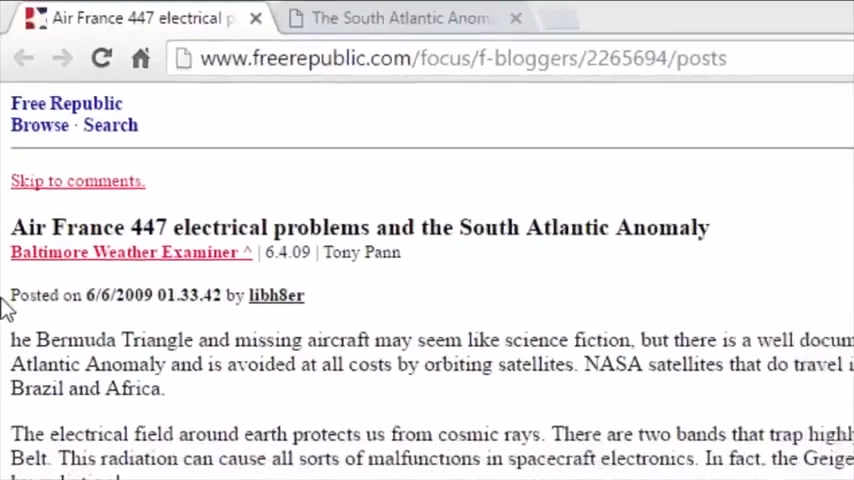 Air France 447 electrical p
The South Atlantic Anom
www.freerepublic.com/focus/f-bloggers/2265694/posts
Free Republic
Browse · Search
Skip to comments.
Air France 447 electrical problems and the South Atlantic Anomaly
Baltimore Weather Examiner ^ | 6.4.09 | Tony Pann
Posted on 6/6/2009 01.33.42 by libh8er
he Bermuda Triangle and missing aircraft may seem like science fiction, but there is a well docum
Atlantic Anomaly and is avoided at all costs by orbiting satellites. NASA satellites that do travel i
Brazil and Africa.
The electrical field around earth protects us from cosmic rays. There are two bands that trap highl
Belt. This radiation can cause all sorts of malfunctions in spacecraft electronics. In fact, the Geige